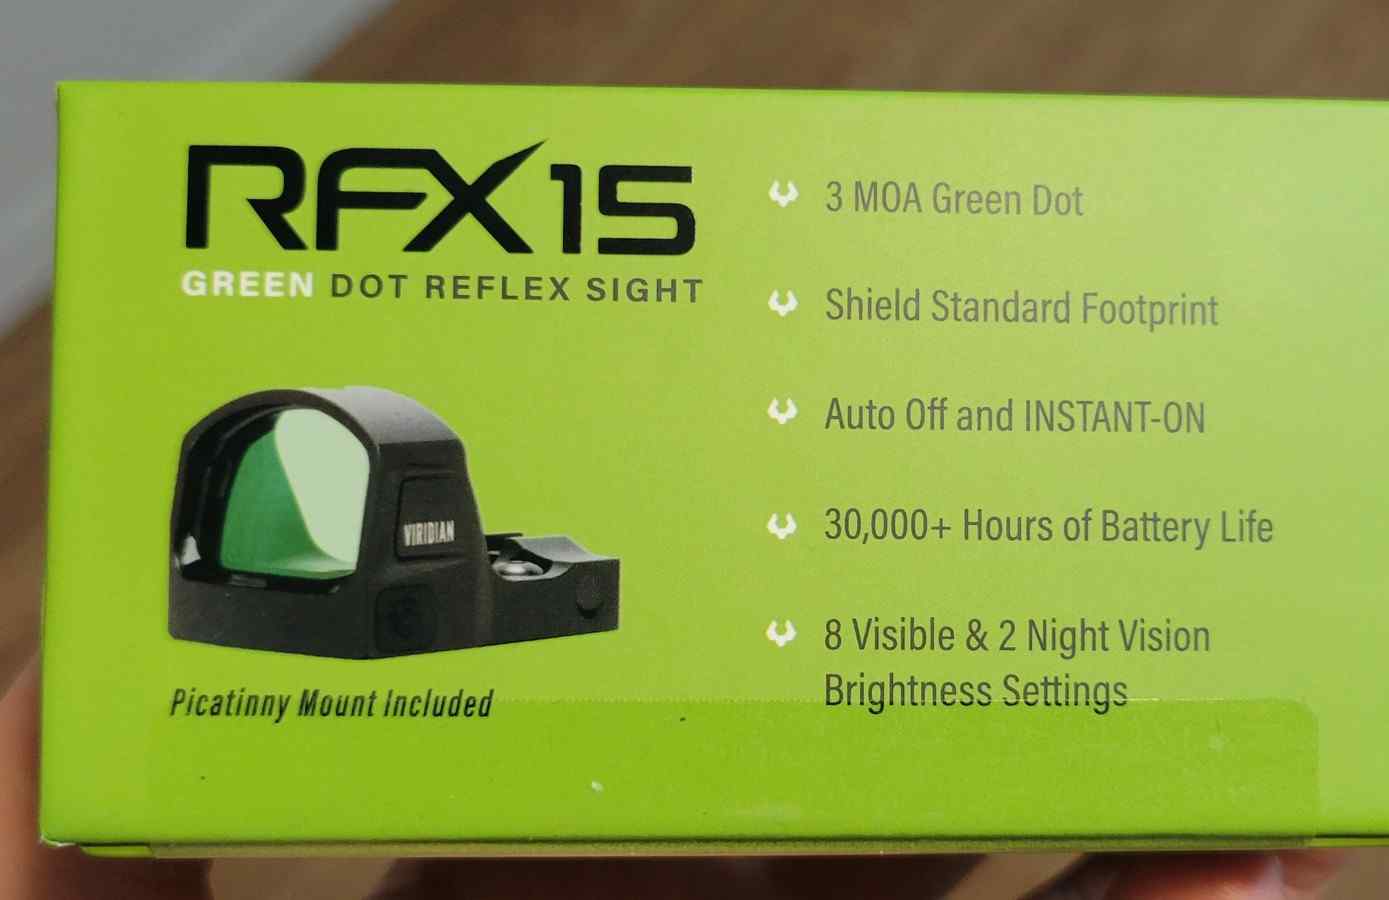 RFX15
GREEN DOT REFLEX SIGHT
VIRIDIAN
Picatinny Mount Included
3 MOA Green Dot
Shield Standard Footprint
Auto Off and INSTANT-ON
30,000+ Hours of Battery Life
8 Visible & 2 Night Vision
Brightness Settings